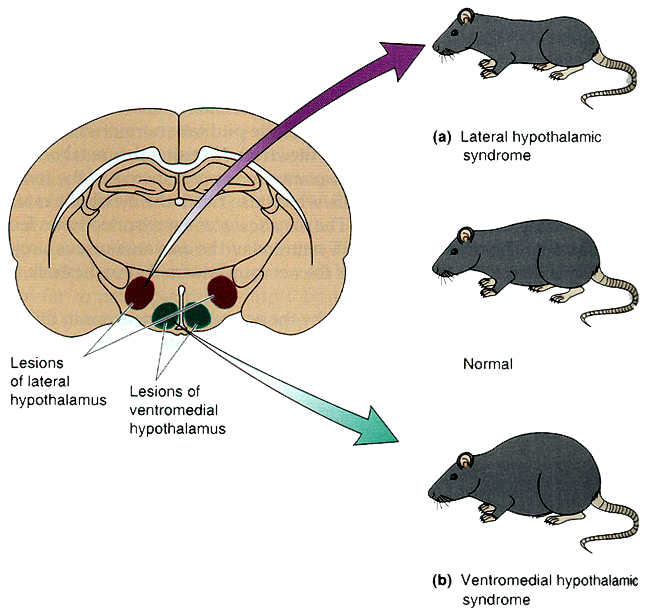 (a) Lateral hypothalamic
syndrome
Lesions
of lateral
hypothalamus
Lesions of
ventromedial
hypothalamus
Normal
(b) Ventromedial hypothalamic
syndrome